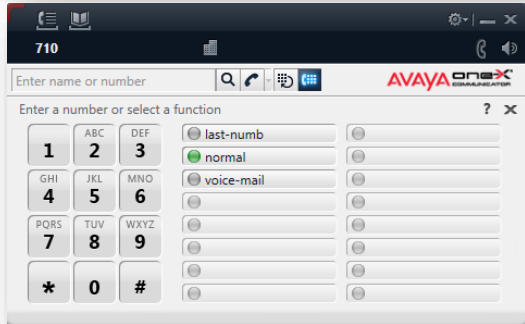 710
Enter name or number
AVAYA one-X
COMMUNICATOR
Enter a number or select a function ? X
1
ABC
2
DEF
3
GHI
4
JKL
5
MNO
6
PQRS
7
TUV
8
WXYZ
9
*
0
#
last-numb
normal
voice-mail